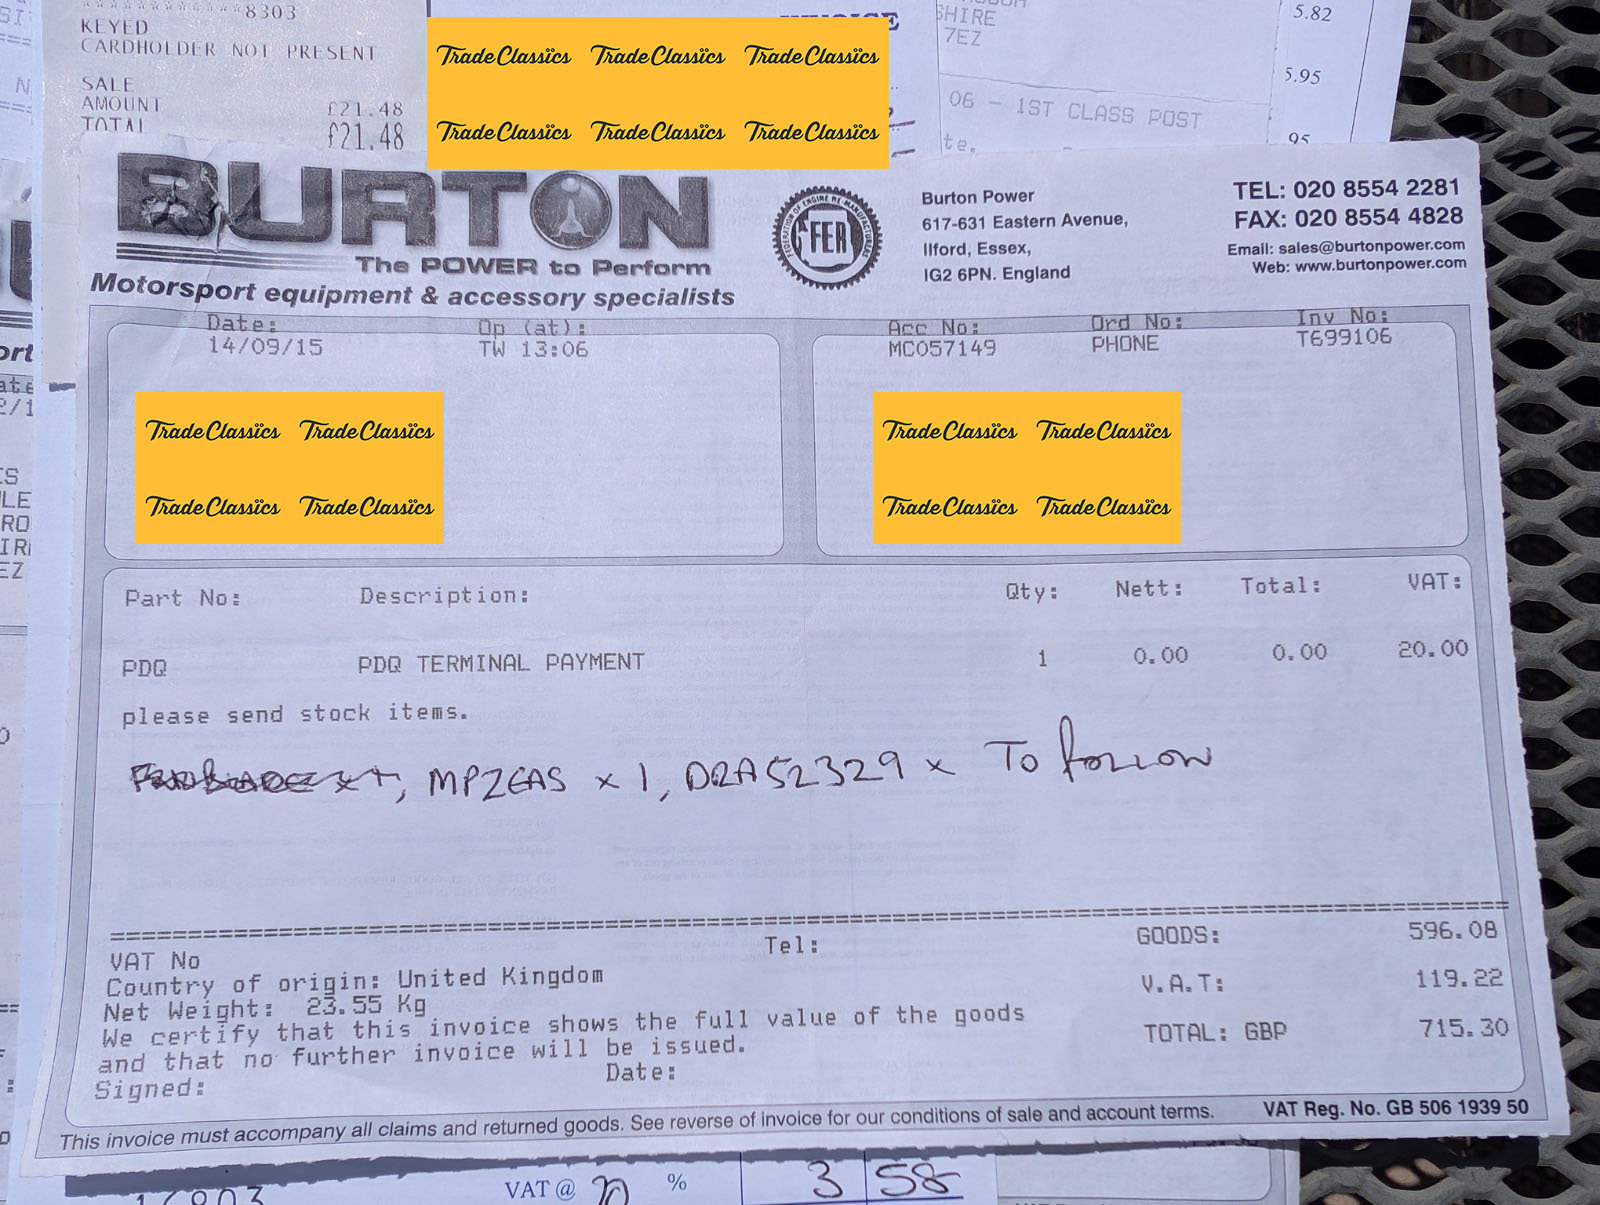 8303
KEYED
CARDHOLDER NOT PRESENT
SALE
AMOUNT £21.48
TOTAL £21.48
TradeClassics TradeClassics TradeClassics
TradeClassics TradeClassics TradeClassics
SHIRE
7EZ
06 - 1ST CLASS POST
te.
5.82
5.95
95
BURTON
The POWER to Perform
Motorsport equipment & accessory specialists
FEDERATION OF ENGINE RE-MANUFACTURERS
FER
Burton Power
617-631 Eastern Avenue,
Ilford, Essex,
IG2 6PN. England
TEL: 020 8554 2281
FAX: 020 8554 4828
Email: sales@burtonpower.com
Web: www.burtonpower.com
Date: Op (at): Acc No: Ord No: Inv No:
14/09/15 TW 13:06 MC057149 PHONE T699106
TradeClassics TradeClassics
TradeClassics TradeClassics
TradeClassics TradeClassics
TradeClassics TradeClassics
Part No: Description: Qty: Nett: Total: VAT:
PDQ PDQ TERMINAL PAYMENT 1 0.00 0.00 20.00
please send stock items.
x 1, DRA52329 x To follow
Tel:
GOODS: 596.08
VAT No
Country of origin: United Kingdom
V.A.T: 119.22
Net Weight: 23.55 Kg
We certify that this invoice shows the full value of the goods
and that no further invoice will be issued.
TOTAL: GBP 715.30
Signed: Date:
This invoice must accompany all claims and returned goods. See reverse of invoice for our conditions of sale and account terms. VAT Reg. No. GB 506 1939 50
VAT @ 20 % 3 58